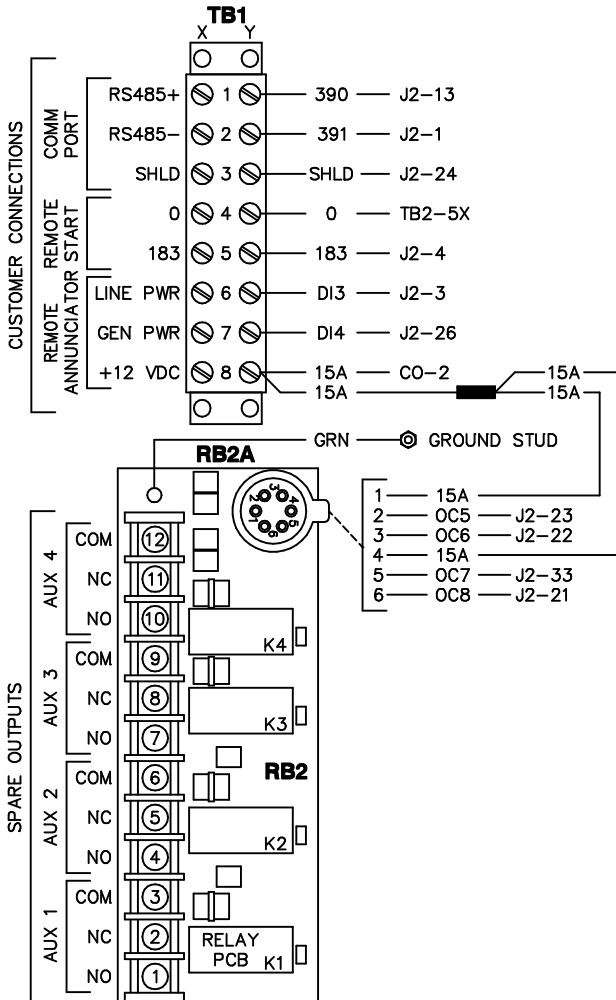 TB1
X Y
CUSTOMER CONNECTIONS
COMM PORT
REMOTE START
REMOTE ANNUNCIATOR
RS485+ 1 390 J2-13
RS485- 2 391 J2-1
SHLD 3 SHLD J2-24
0 4 0 TB2-5X
183 5 183 J2-4
LINE PWR 6 DI3 J2-3
GEN PWR 7 DI4 J2-26
+12 VDC 8 15A CO-2 15A
15A 15A
GRN GROUND STUD
RB2A
1 2 3 4 5 6
1 15A
2 OC5 J2-23
3 OC6 J2-22
4 15A
5 OC7 J2-33
6 OC8 J2-21
SPARE OUTPUTS
AUX 4
COM 12
NC 11
NO 10
K4
AUX 3
COM 9
NC 8
NO 7
K3
RB2
AUX 2
COM 6
NC 5
NO 4
K2
AUX 1
COM 3
NC 2
NO 1
RELAY
PCB K1